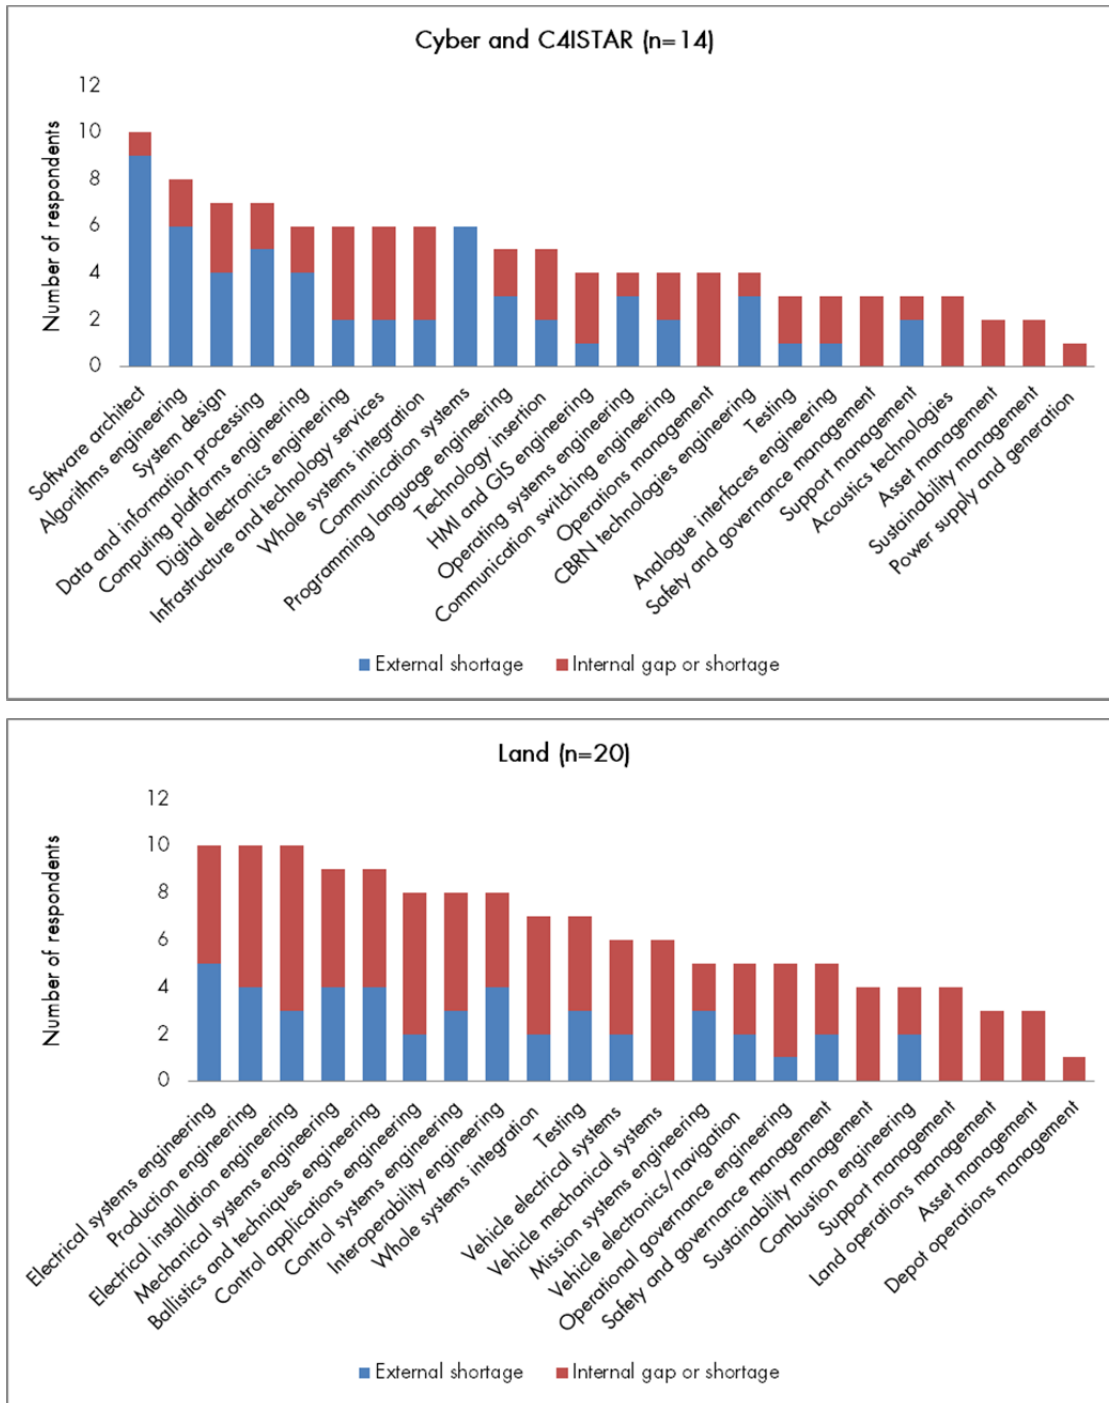 Cyber and C4ISTAR (n=14)
Number of respondents
12
10
8
6
4
2
0
Software architect
Algorithms engineering
System design
Data and information processing
Computing platforms engineering
Digital electronics engineering
Infrastructure and technology services
Whole systems integration
Communication systems
Programming language engineering
Technology insertion
HMI and GIS engineering
Operating systems engineering
Communication switching engineering
Operations management
CBRN technologies engineering
Testing
Analogue interfaces engineering
Safety and governance management
Support management
Acoustics technologies
Asset management
Sustainability management
Power supply and generation
External shortage
Internal gap or shortage
Land (n=20)
Number of respondents
12
10
8
6
4
2
0
Electrical systems engineering
Production engineering
Electrical installation engineering
Mechanical systems engineering
Ballistics and techniques engineering
Control applications engineering
Control systems engineering
Interoperability engineering
Whole systems integration
Testing
Vehicle electrical systems
Vehicle mechanical systems
Mission systems engineering
Vehicle electronics/navigation
Operational governance engineering
Safety and governance management
Sustainability management
Combustion engineering
Support management
Land operations management
Asset management
Depot operations management
External shortage
Internal gap or shortage